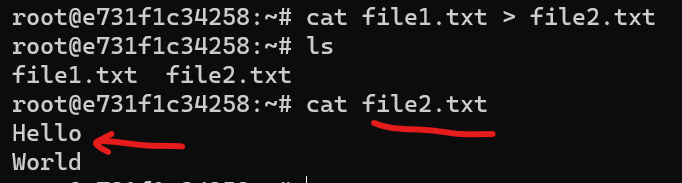 root@e731f1c34258:~# cat file1.txt > file2.txt
root@e731f1c34258:~# ls
file1.txt  file2.txt
root@e731f1c34258:~# cat file2.txt
Hello
World